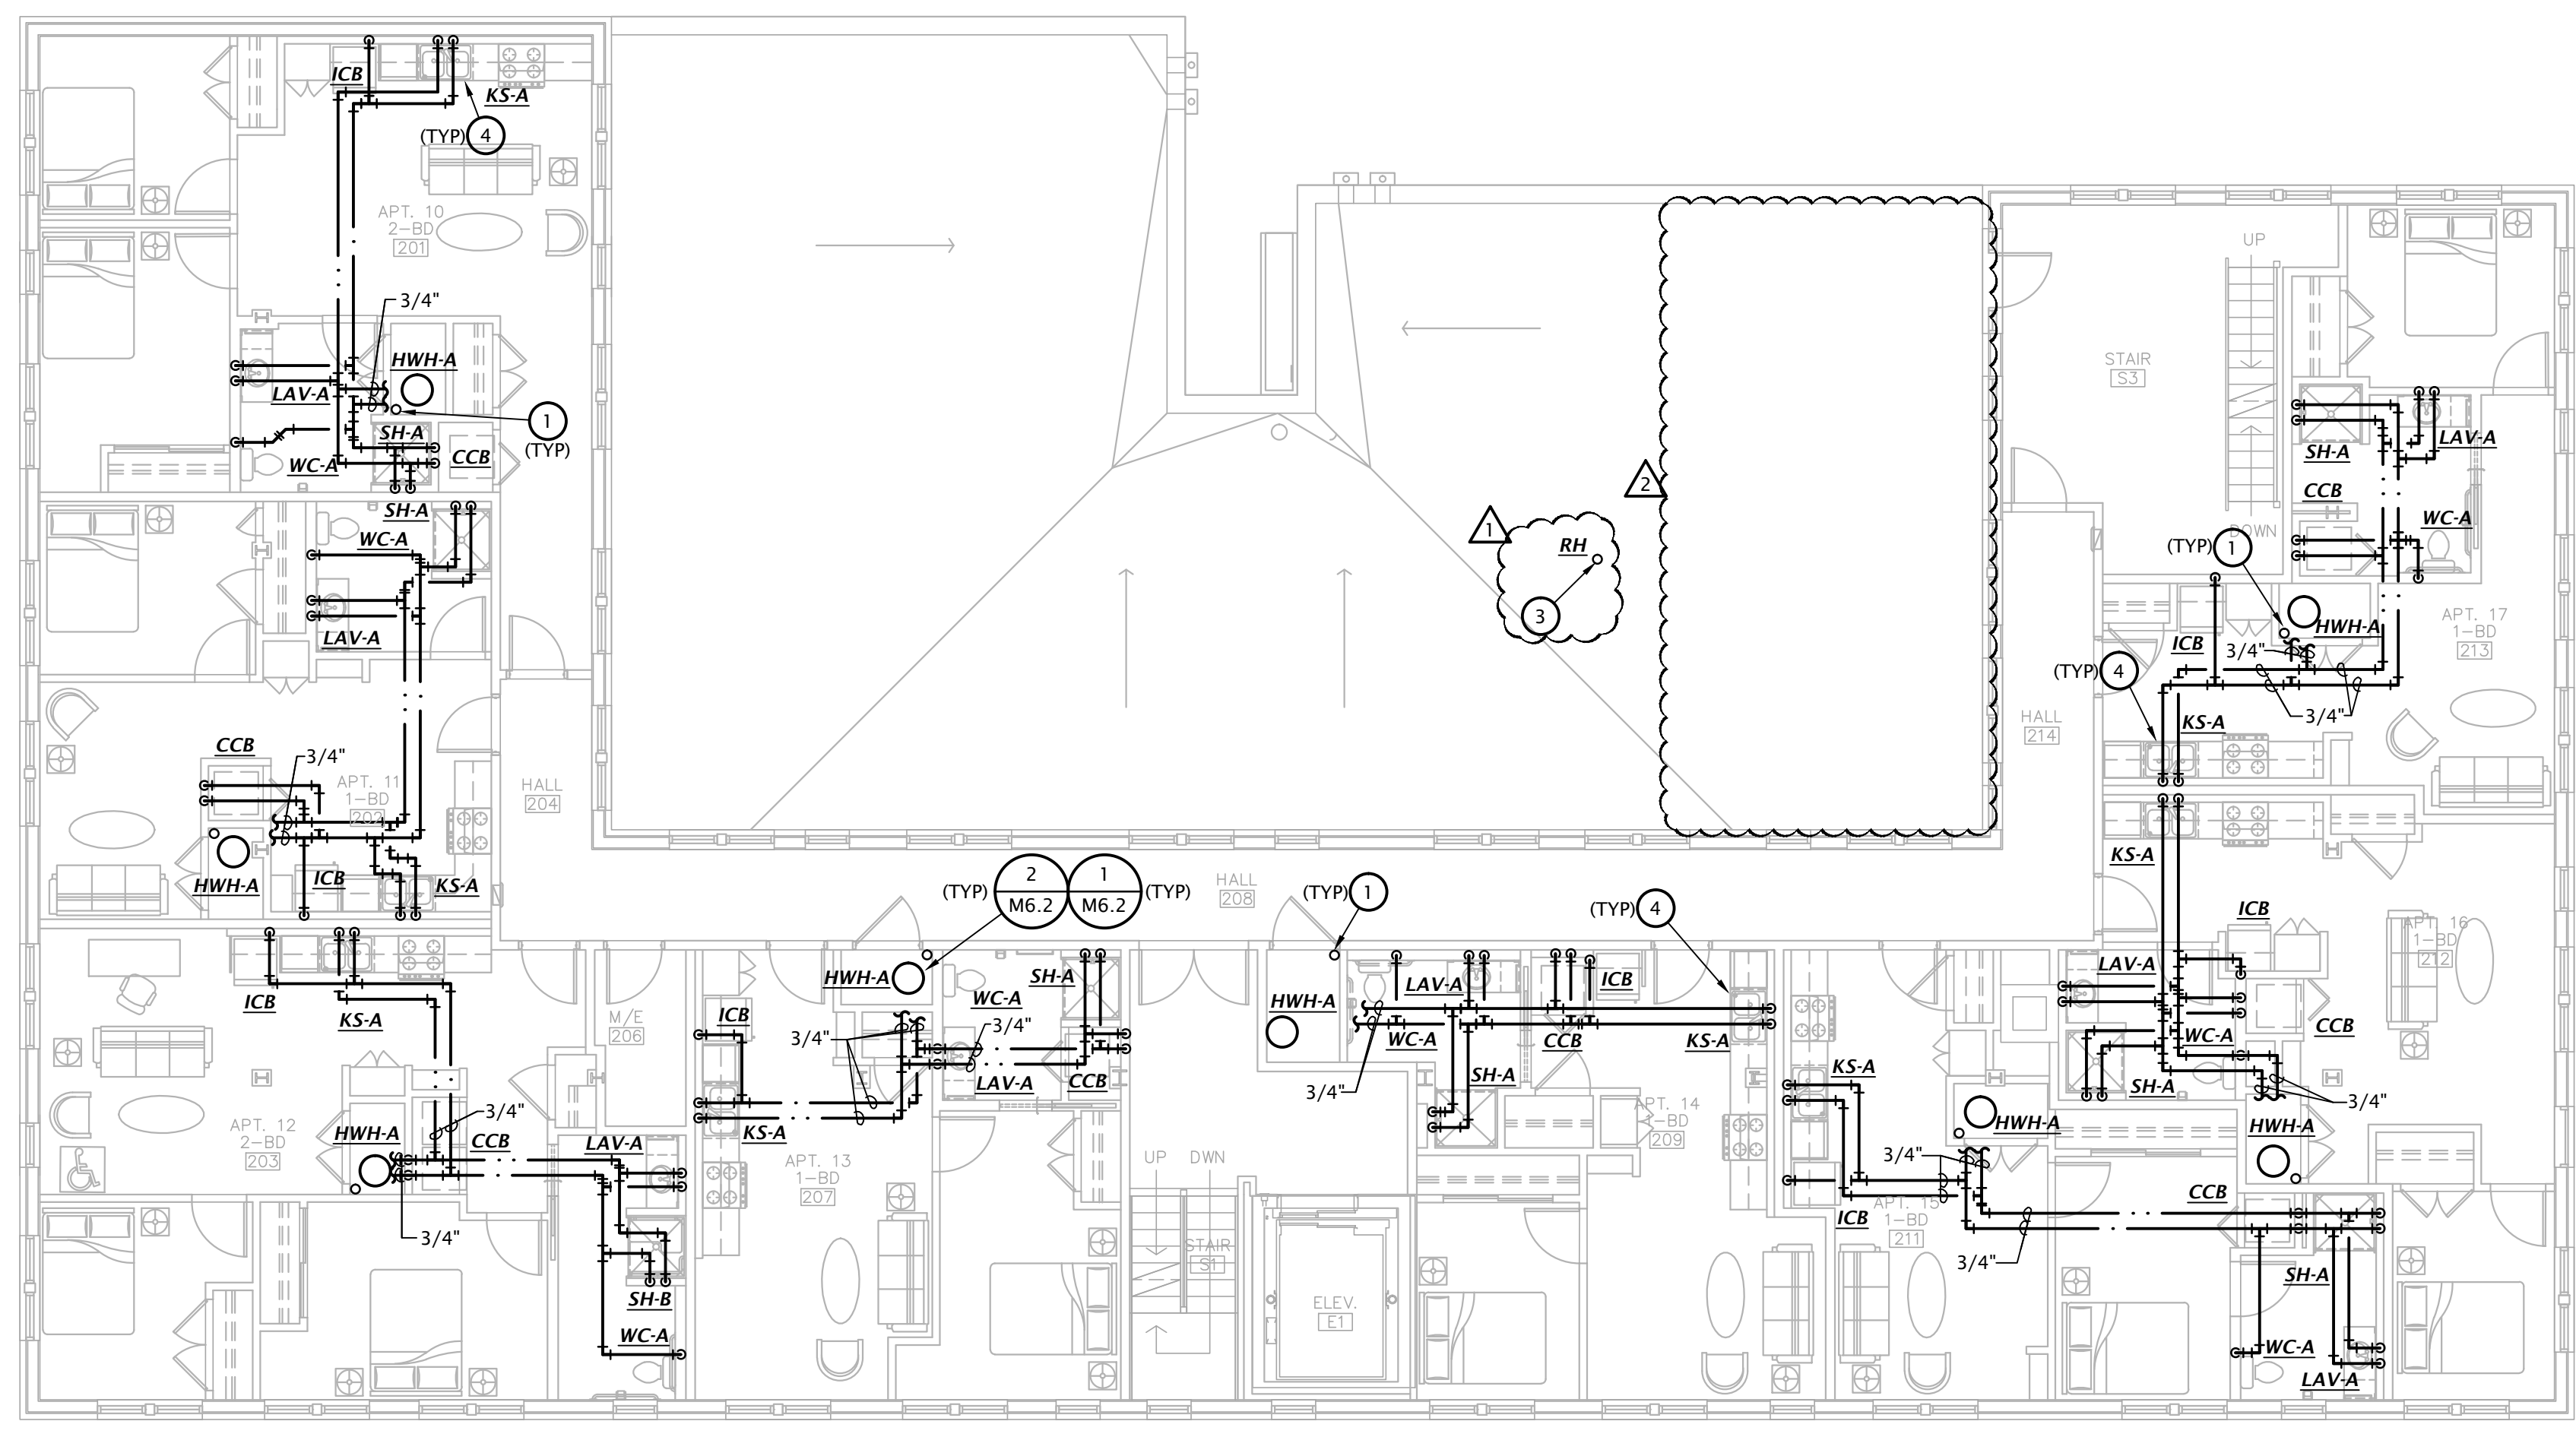 ICB
KS-A
(TYP) 4
APT. 10
2-BD
201
3/4"
HWH-A
LAV-A
1
(TYP)
SH-A
WC-A
CCB
SH-A
WC-A
LAV-A
CCB
3/4"
APT. 11
1-BD
202
HWH-A
ICB
KS-A
HALL
204
ICB
KS-A
M/E
206
APT. 12
2-BD
203
3/4"
HWH-A
CCB
LAV-A
3/4"
SH-B
WC-A
(TYP)
2
M6.2
1
M6.2
(TYP)
HWH-A
SH-A
WC-A
ICB
3/4"
3/4"
LAV-A
CCB
KS-A
APT. 13
1-BD
207
UP
DWN
STAIR
S1
ELEV.
E1
HALL
208
(TYP) 1
(TYP) 4
HWH-A
LAV-A
ICB
WC-A
CCB
KS-A
3/4"
SH-A
APT. 14
1-BD
209
KS-A
HWH-A
3/4"
ICB
APT. 15
1-BD
211
3/4"
CCB
SH-A
WC-A
LAV-A
1
RH
3
2
UP
STAIR
S3
DOWN
SH-A
LAV-A
CCB
WC-A
(TYP) 1
ICB
HWH-A
3/4"
(TYP) 4
3/4"
KS-A
APT. 17
1-BD
213
HALL
214
KS-A
ICB
APT. 16
1-BD
212
LAV-A
WC-A
CCB
SH-A
3/4"
HWH-A